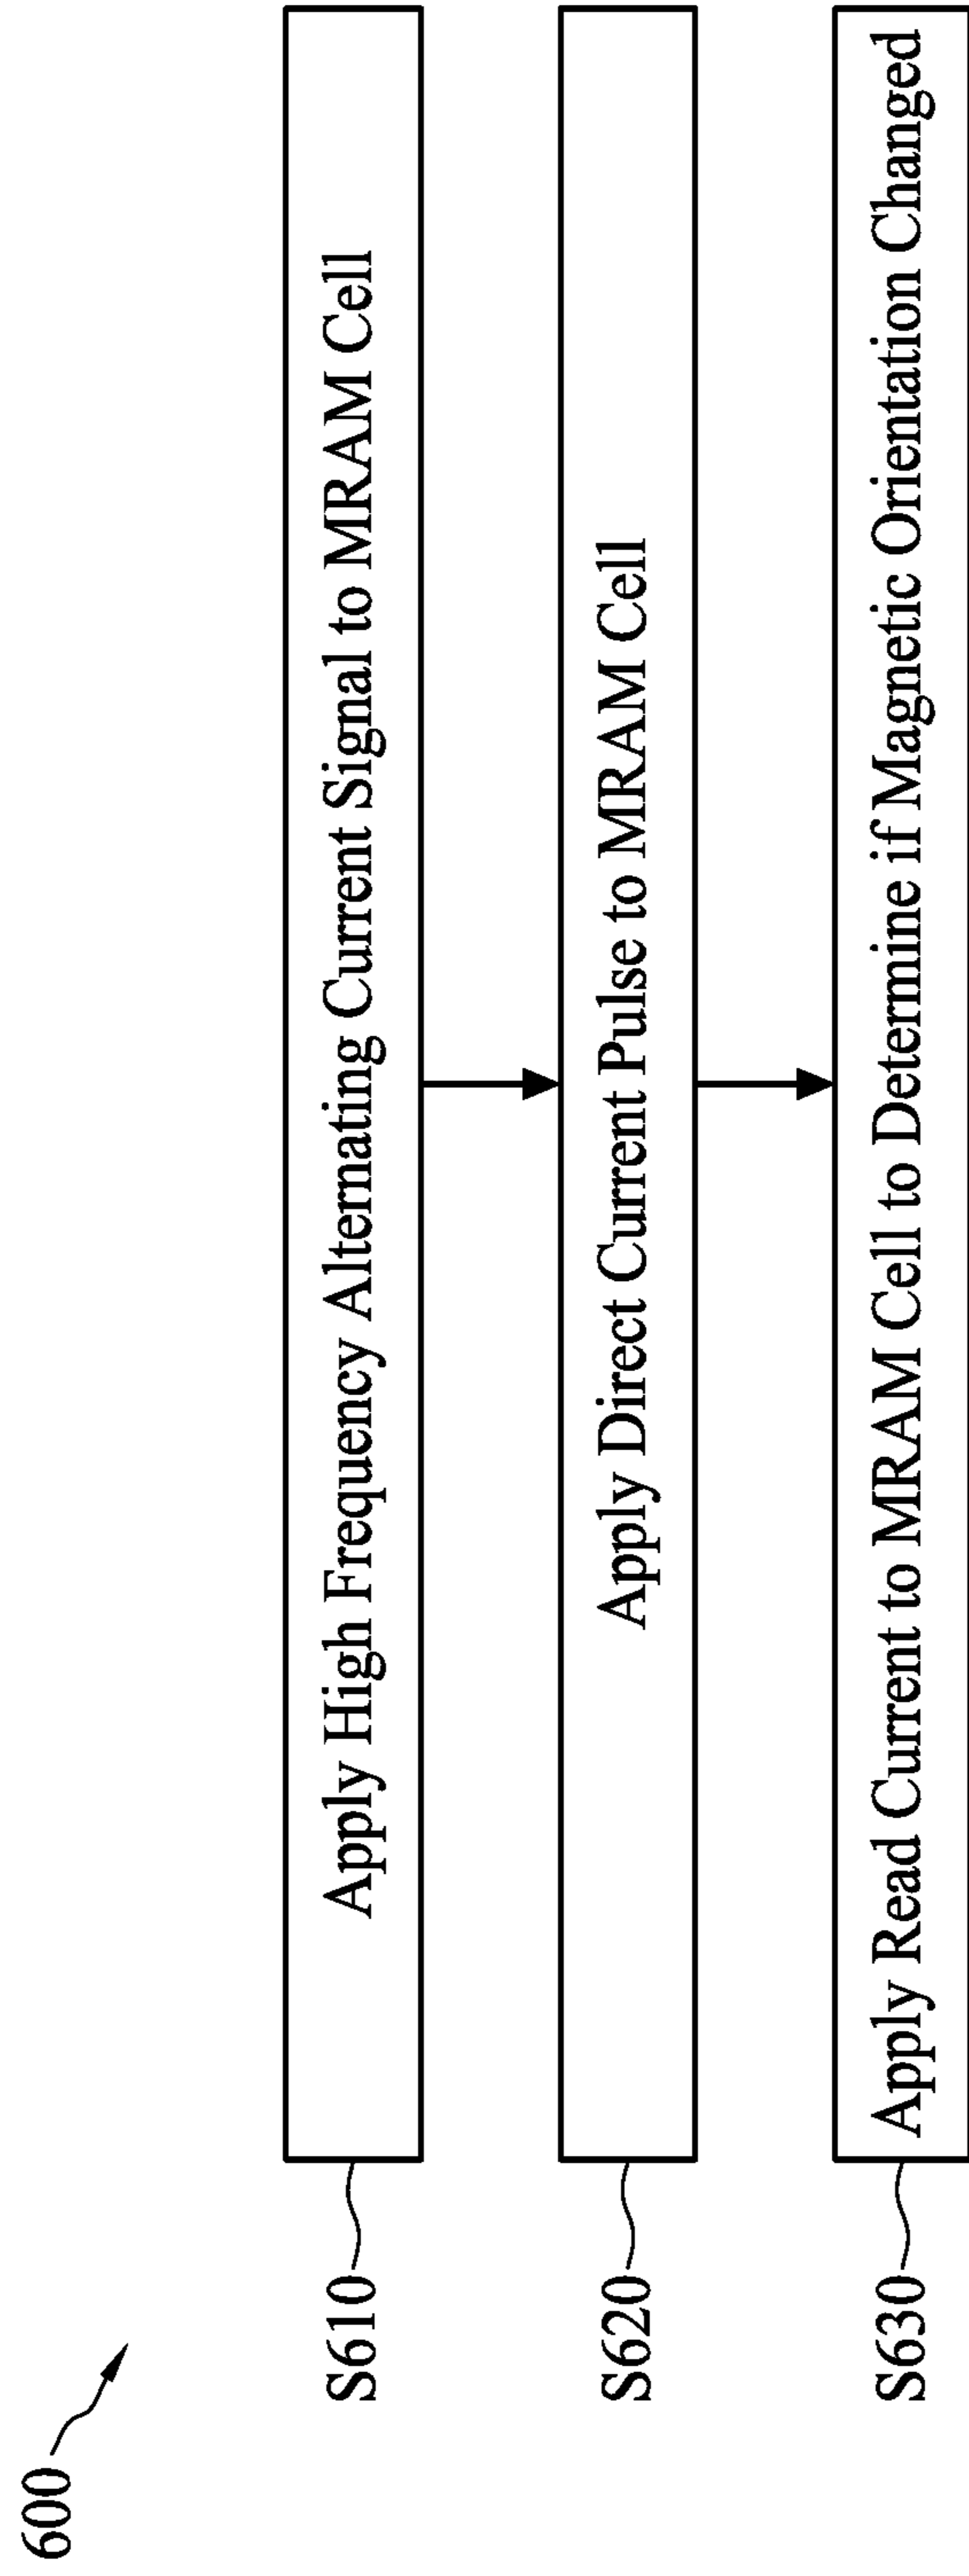 600
S610
Apply High Frequency Alternating Current Signal to MRAM Cell
S620
Apply Direct Current Pulse to MRAM Cell
S630
Apply Read Current to MRAM Cell to Determine if Magnetic Orientation Changed